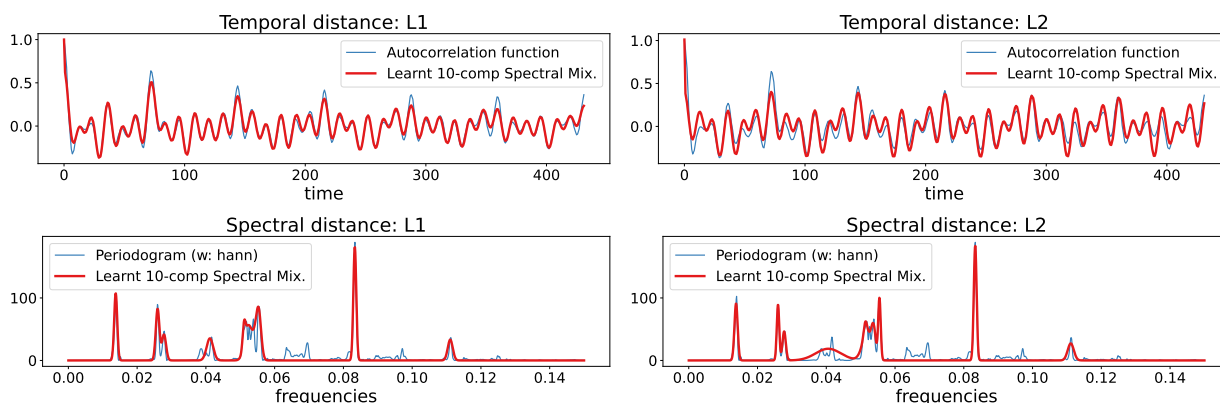 Temporal distance: L1
1.0
0.5
0.0
Autocorrelation function
Learnt 10-comp Spectral Mix.
0 100 200 300 400
time
Temporal distance: L2
1.0
0.5
0.0
Autocorrelation function
Learnt 10-comp Spectral Mix.
0 100 200 300 400
time
Spectral distance: L1
100
0
Periodogram (w: hann)
Learnt 10-comp Spectral Mix.
0.00 0.02 0.04 0.06 0.08 0.10 0.12 0.14
frequencies
Spectral distance: L2
100
0
Periodogram (w: hann)
Learnt 10-comp Spectral Mix.
0.00 0.02 0.04 0.06 0.08 0.10 0.12 0.14
frequencies